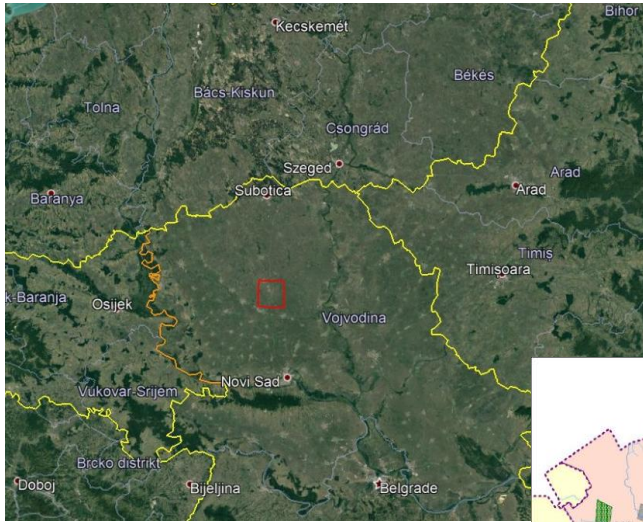 Bihor
Kecskemét
Békés
Bács-Kiskun
Tolna
Csongrád
Szeged
Arad
Arad
Subotica
Baranya
Timiș
Timișoara
k-Baranja
Osijek
Vojvodina
Novi Sad
Vukovar-Srijem
Brcko distrikt
Doboj
Bijeljina
Belgrade